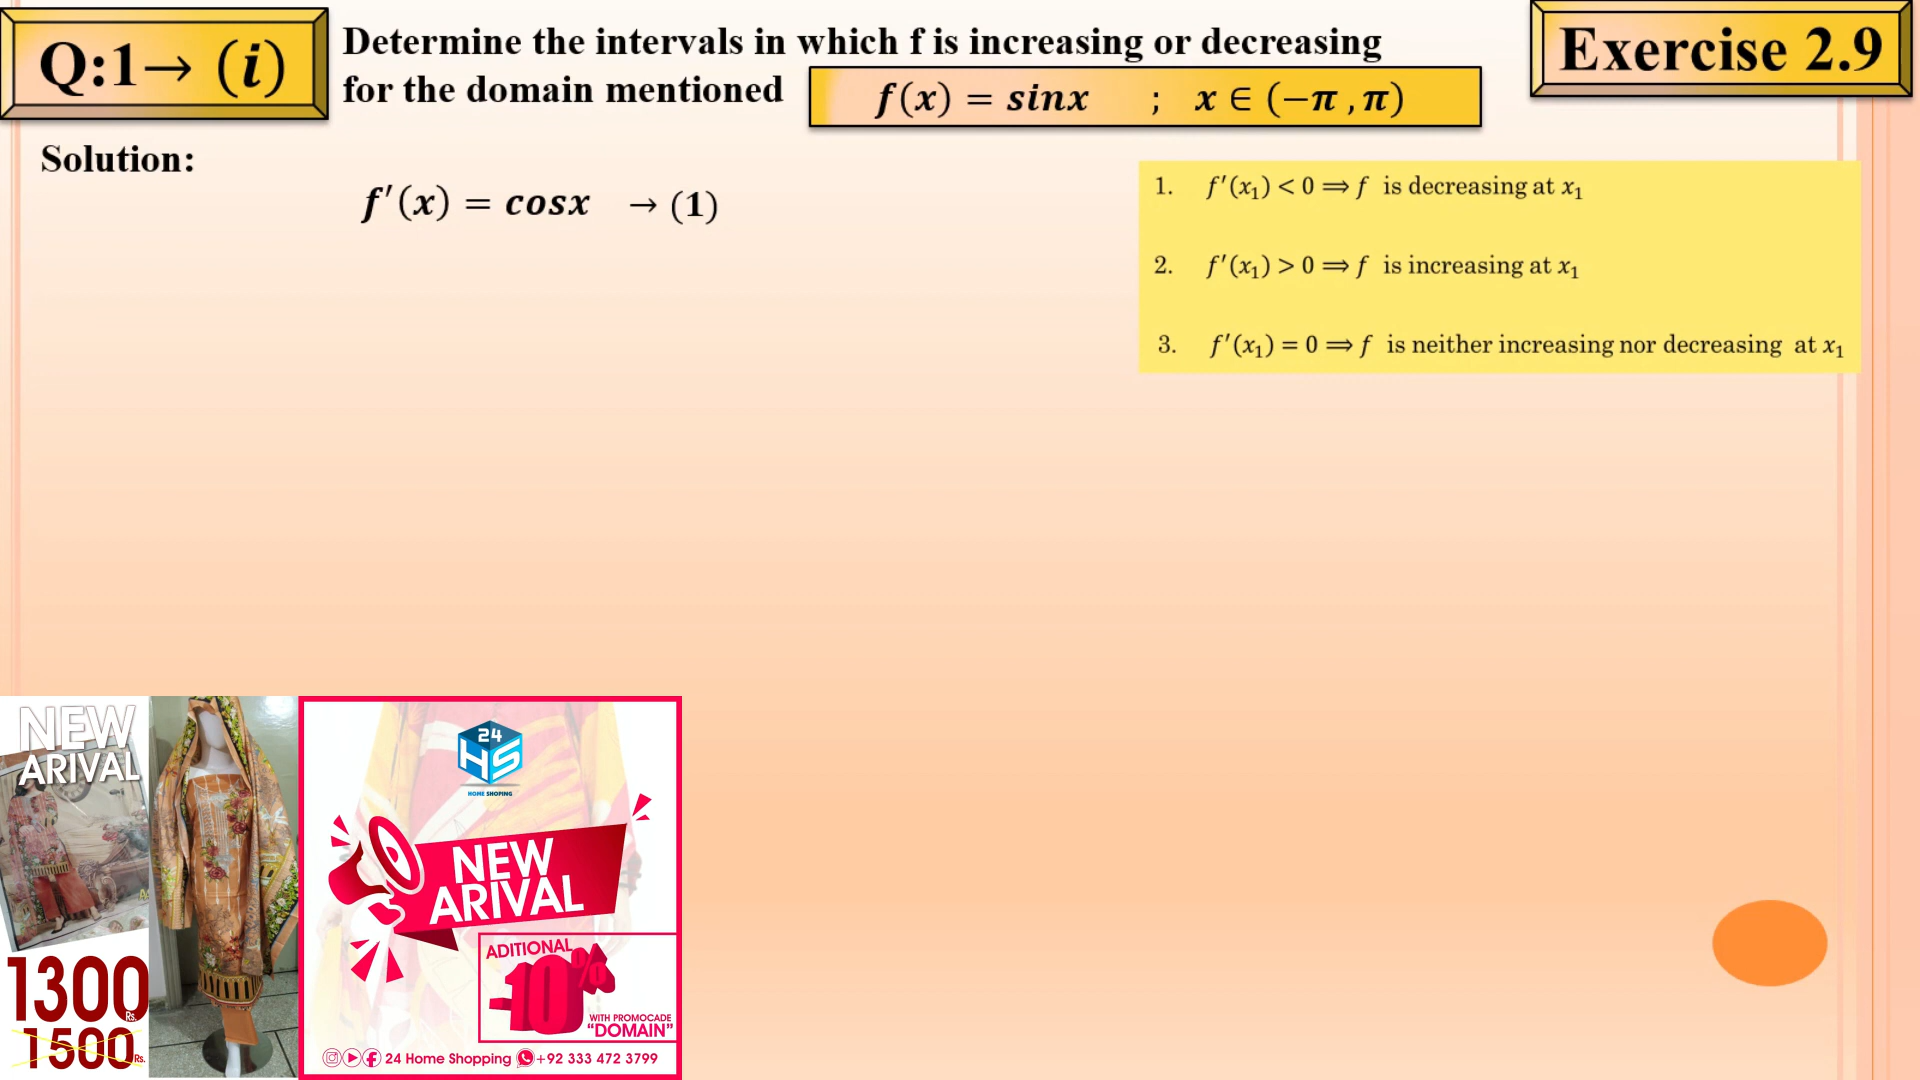 Q:1→ (i)
Determine the intervals in which f is increasing or decreasing
for the domain mentioned
f(x) = sinx ; x ∈ (−π , π)
Exercise 2.9
Solution:
f′(x) = cosx → (1)
1. f′(x₁) < 0 ⟹ f is decreasing at x₁
2. f′(x₁) > 0 ⟹ f is increasing at x₁
3. f′(x₁) = 0 ⟹ f is neither increasing nor decreasing at x₁
NEW
ARIVAL
1300 Rs.
1500 Rs.
24
HS
HOME SHOPING
NEW
ARIVAL
ADITIONAL
-10%
WITH PROMOCADE
“DOMAIN”
24 Home Shopping +92 333 472 3799